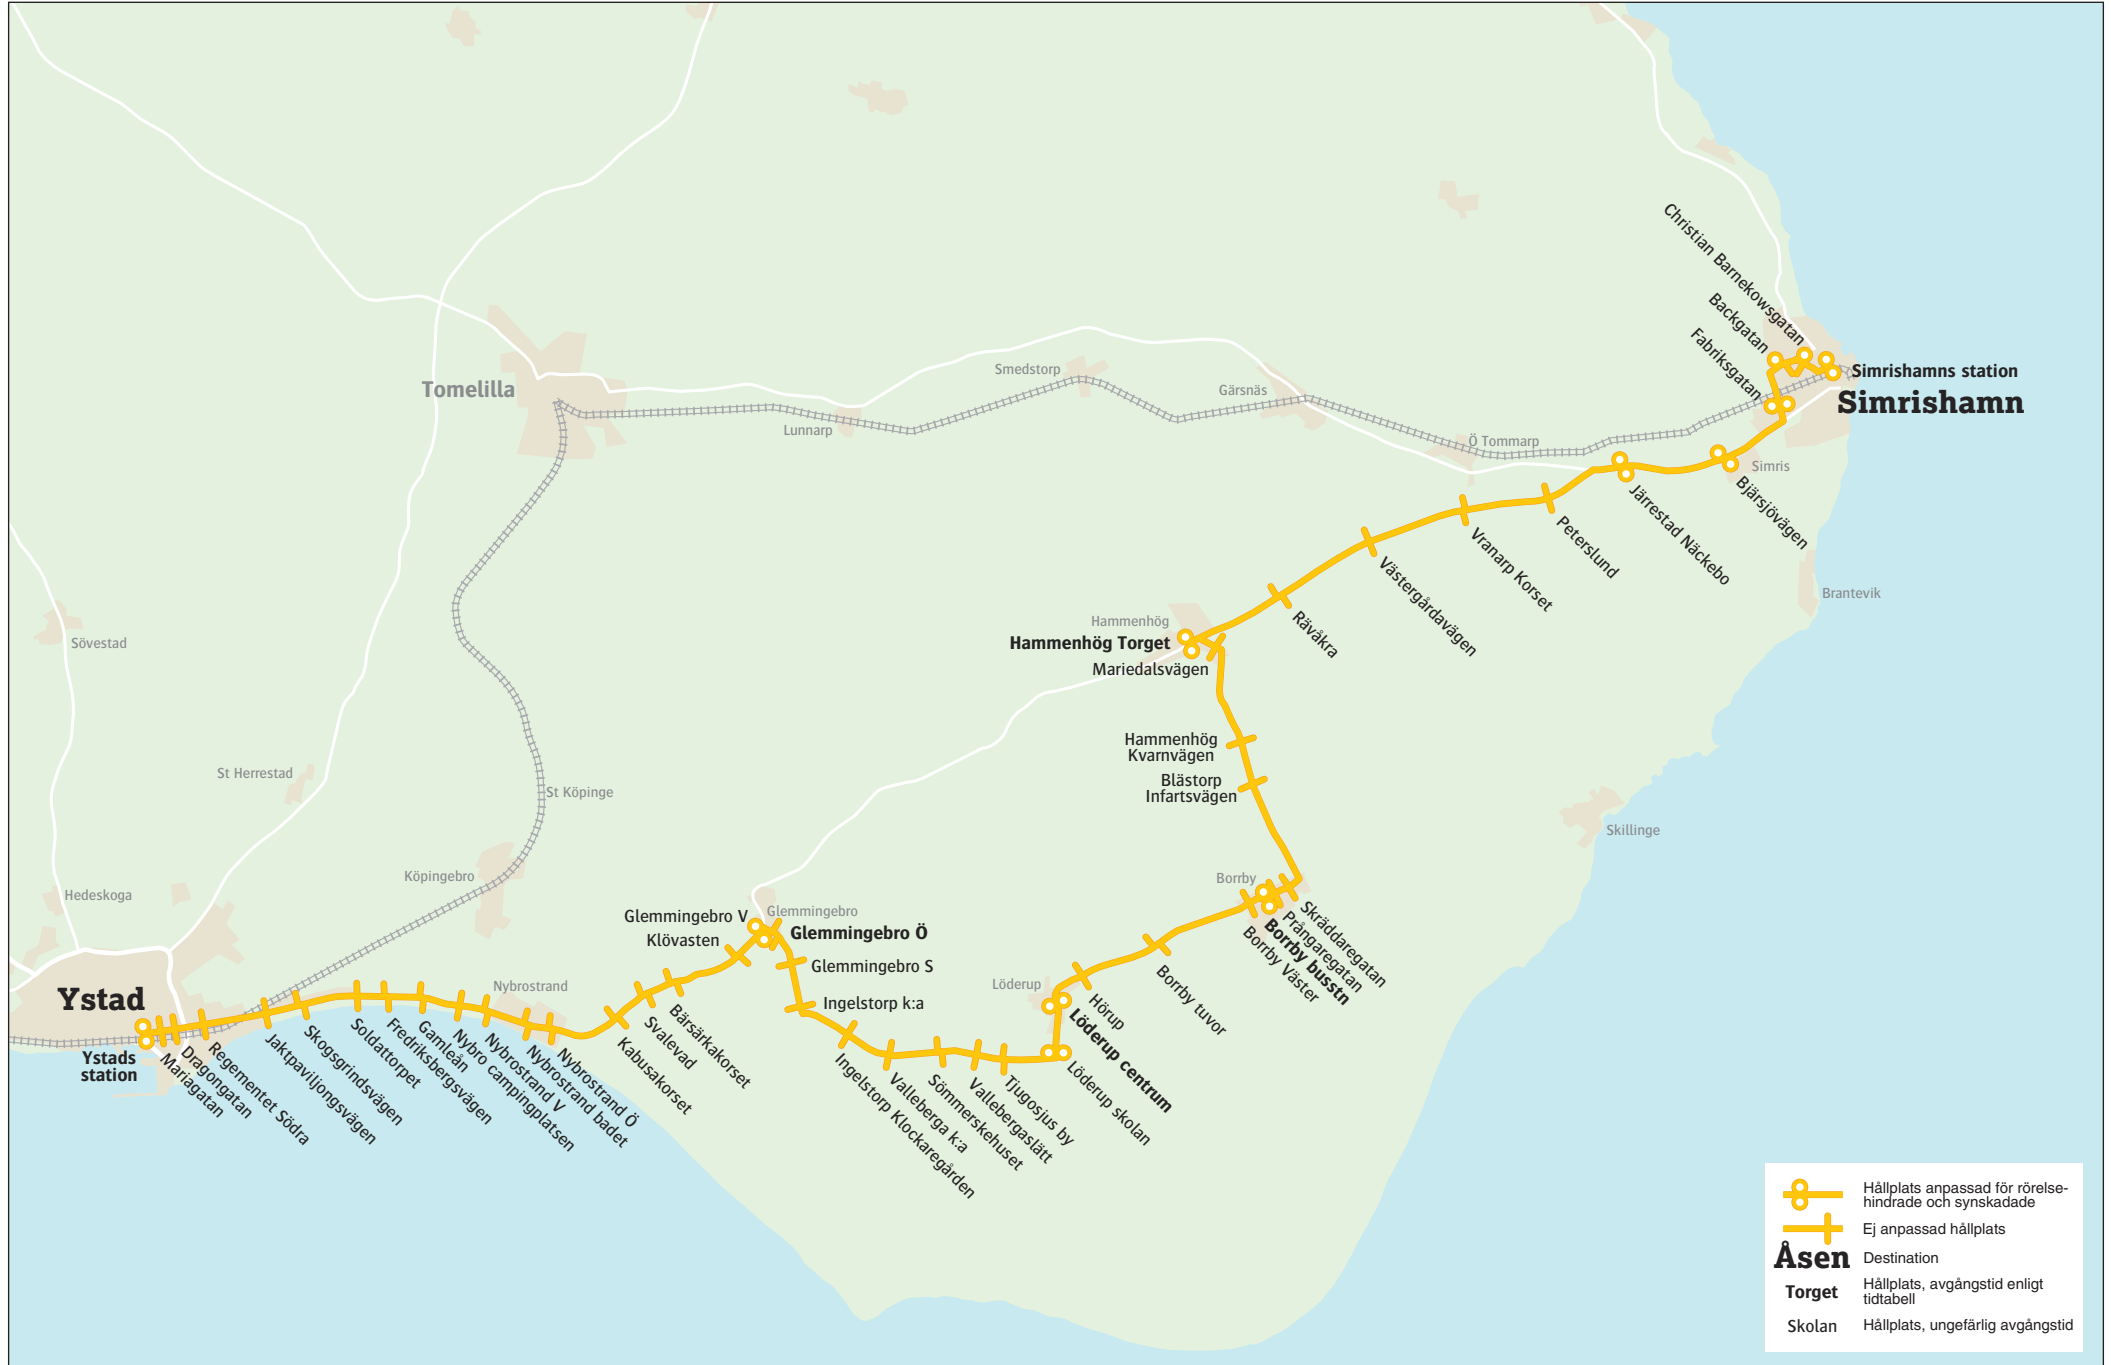 Christian Barnekowsgatan
Backgatan
Fabriksgatan
Simrishamns station
Simrishamn
Tomelilla
Smedstorp
Gärsnäs
Lunnarp
Ö Tommarp
Simris
Bjärsjövägen
Järrestad Näckebo
Peterslund
Vranarp Korset
Västergårdavägen
Rävåkra
Brantevik
Hammenhög
Hammenhög Torget
Mariedalsvägen
Sövestad
Hammenhög
Kvarnvägen
Blästorp
Infartsvägen
St Herrestad
St Köpinge
Skillinge
Köpingebro
Hedeskoga
Borrby
Skräddaregatan
Prångaregatan
Borrby busstn
Borrby Väster
Borrby tuvor
Glemmingebro V
Klövasten
Glemmingebro
Glemmingebro Ö
Glemmingebro S
Ingelstorp k:a
Löderup
Hörup
Löderup centrum
Löderup skolan
Tjugosjus by
Vallebergaslätt
Sömmerskehuset
Valleberga k:a
Ingelstorp Klockaregården
Nybrostrand
Bärsärkakorset
Svalevad
Kabusakorset
Nybrostrand Ö
Nybrostrand badet
Nybrostrand V
Nybro campingplatsen
Gamleån
Fredriksbergsvägen
Soldattorpet
Skogsgrindsvägen
Jaktpaviljongsvägen
Regementet Södra
Dragongatan
Mariagatan
Ystad
Ystads
station
Hållplats anpassad för rörelse-
hindrade och synskadade
Ej anpassad hållplats
Åsen
Destination
Torget
Hållplats, avgångstid enligt
tidtabell
Skolan
Hållplats, ungefärlig avgångstid